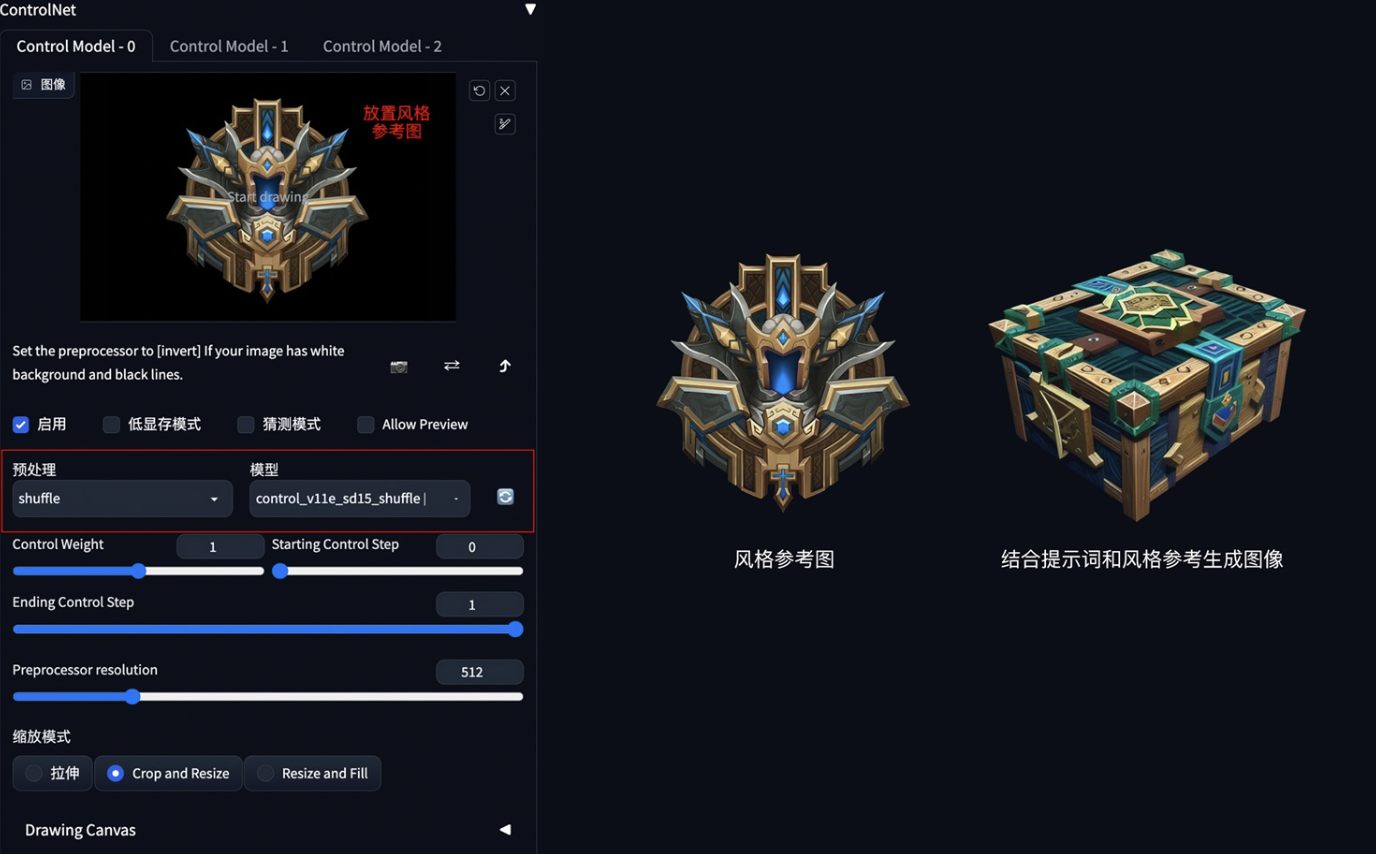 ControlNet
Control Model - 0
Control Model - 1
Control Model - 2
图像
放置风格
参考图
Start drawing
Set the preprocessor to [invert] If your image has white
background and black lines.
启用
低显存模式
猜测模式
Allow Preview
预处理
模型
shuffle
control_v11e_sd15_shuffle |
Control Weight
1
Starting Control Step
0
Ending Control Step
1
Preprocessor resolution
512
缩放模式
拉伸
Crop and Resize
Resize and Fill
Drawing Canvas
风格参考图
结合提示词和风格参考生成图像